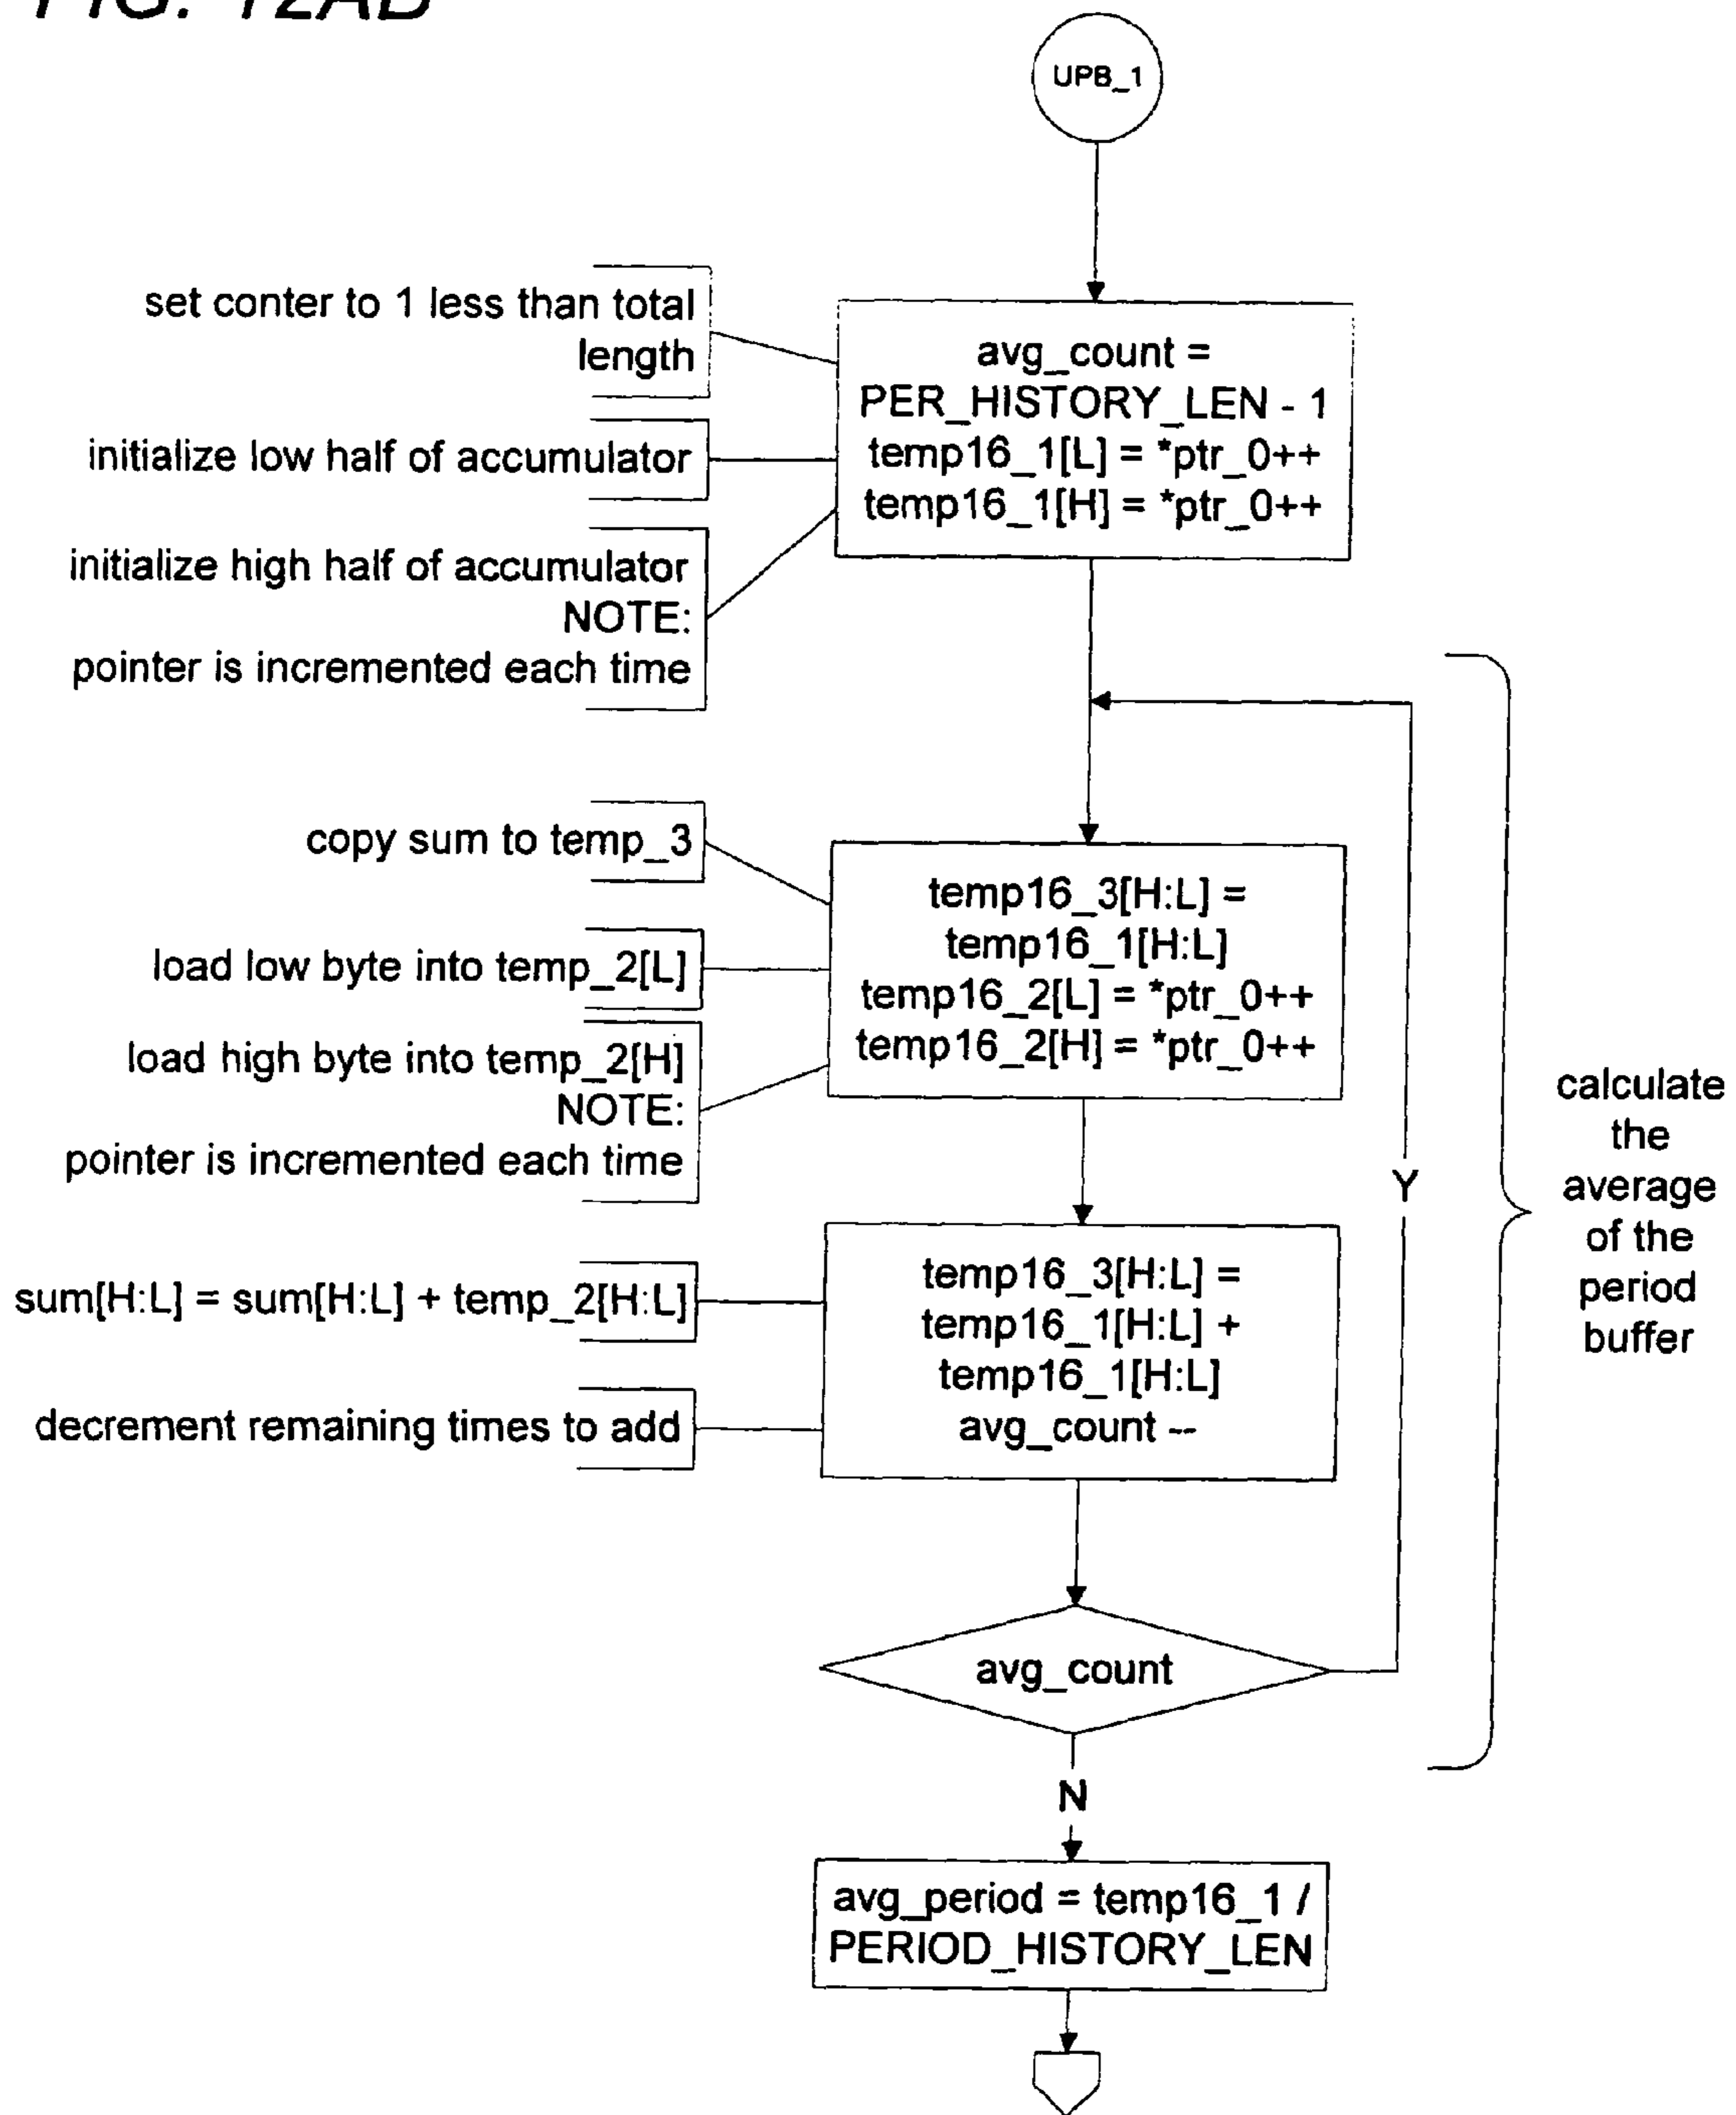 FIG. 12AB
UPB_1
set conter to 1 less than total
length
initialize low half of accumulator
initialize high half of accumulator
NOTE:
pointer is incremented each time
avg_count =
PER_HISTORY_LEN - 1
temp16_1[L] = *ptr_0++
temp16_1[H] = *ptr_0++
copy sum to temp_3
load low byte into temp_2[L]
load high byte into temp_2[H]
NOTE:
pointer is incremented each time
temp16_3[H:L] =
temp16_1[H:L]
temp16_2[L] = *ptr_0++
temp16_2[H] = *ptr_0++
sum[H:L] = sum[H:L] + temp_2[H:L]
decrement remaining times to add
temp16_3[H:L] =
temp16_1[H:L] +
temp16_1[H:L]
avg_count --
Y
calculate
the
average
of the
period
buffer
avg_count
N
avg_period = temp16_1 /
PERIOD_HISTORY_LEN